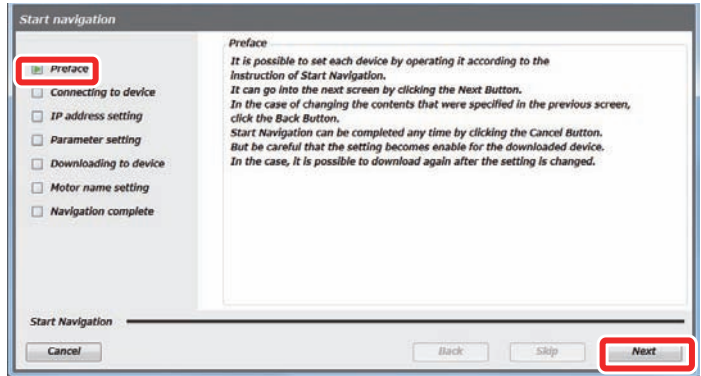 Start navigation
Preface
Connecting to device
IP address setting
Parameter setting
Downloading to device
Motor name setting
Navigation complete
Preface
It is possible to set each device by operating it according to the
instruction of Start Navigation.
It can go into the next screen by clicking the Next Button.
In the case of changing the contents that were specified in the previous screen,
click the Back Button.
Start Navigation can be completed any time by clicking the Cancel Button.
But be careful that the setting becomes enable for the downloaded device.
In the case, it is possible to download again after the setting is changed.
Start Navigation
Cancel
Back
Skip
Next